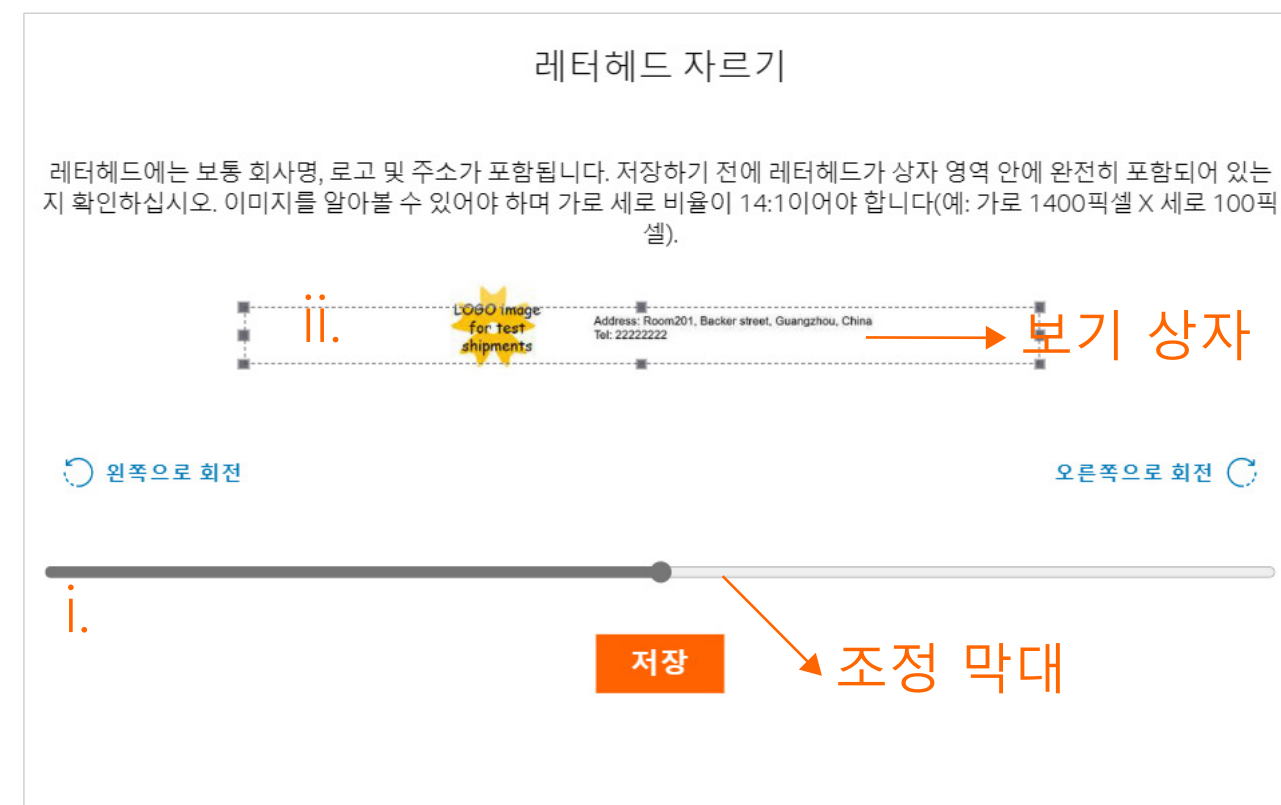 레터헤드 자르기
레터헤드에는 보통 회사명, 로고 및 주소가 포함됩니다. 저장하기 전에 레터헤드가 상자 영역 안에 완전히 포함되어 있는
지 확인하십시오. 이미지를 알아볼 수 있어야 하며 가로 세로 비율이 14:1이어야 합니다(예: 가로 1400픽셀 X 세로 100픽
셀).
ii.
LOGO image
for test
shipments
Address: Room201, Backer street, Guangzhou, China
Tel: 22222222
보기 상자
왼쪽으로 회전
오른쪽으로 회전
i.
저장
조정 막대